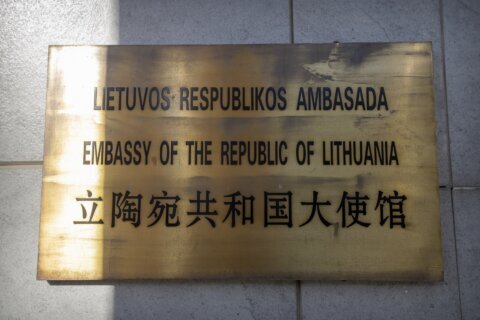 LIETUVOS RESPUBLIKOS AMBASADA
EMBASSY OF THE REPUBLIC OF LITHUANIA
立陶宛共和国大使馆